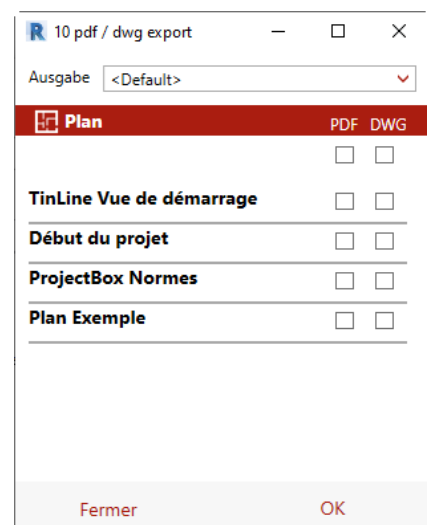 10 pdf / dwg export
Ausgabe <Default>
Plan PDF DWG
TinLine Vue de démarrage
Début du projet
ProjectBox Normes
Plan Exemple
Fermer OK